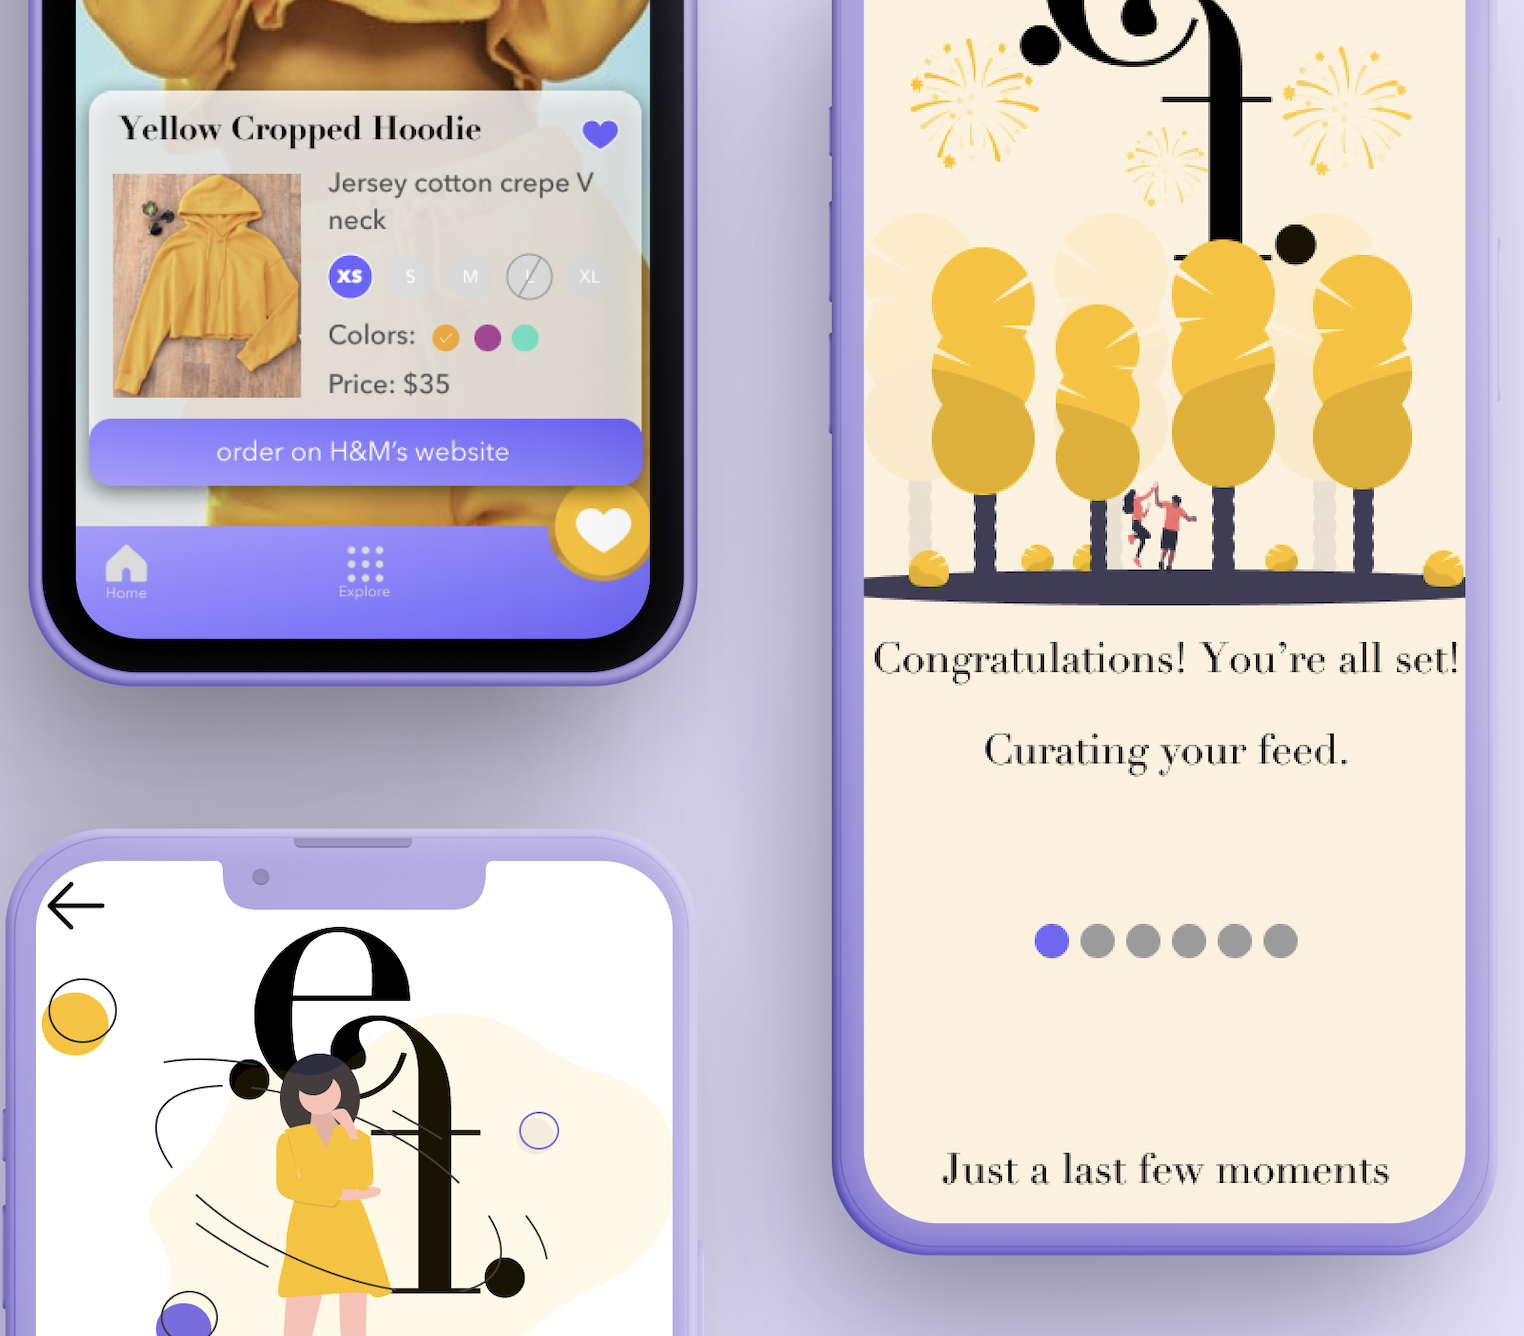 Yellow Cropped Hoodie
Jersey cotton crepe V
neck
XS S M L XL
Colors:
Price: $35
order on H&M's website
Home
Explore
Congratulations! You're all set!
Curating your feed.
Just a last few moments
e
f